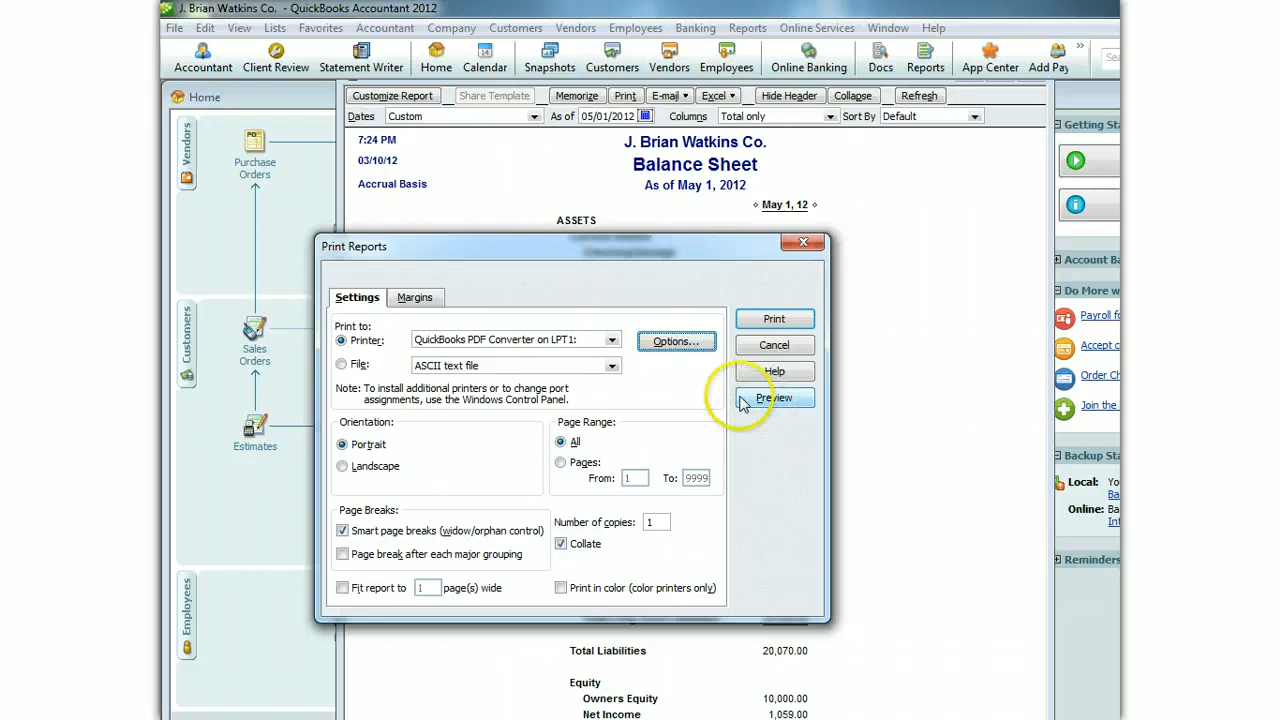 J. Brian Watkins Co. - QuickBooks Accountant 2012
File Edit View Lists Favorites Accountant Company Customers Vendors Employees Banking Reports Online Services Window Help
Accountant Client Review Statement Writer Home Calendar Snapshots Customers Vendors Employees Online Banking Docs Reports App Center Add Pay » Sea
Home
Customize Report Share Template Memorize Print E-mail Excel Hide Header Collapse Refresh
Dates Custom As of 05/01/2012 Columns Total only Sort By Default
7:24 PM
03/10/12
Accrual Basis
J. Brian Watkins Co.
Balance Sheet
As of May 1, 2012
May 1, 12
ASSETS
Vendors
PO
Purchase
Orders
Customers
Sales
Orders
Estimates
Employees
Print Reports
Settings Margins
Print to:
Printer: QuickBooks PDF Converter on LPT1: Options...
File: ASCII text file
Note: To install additional printers or to change port
assignments, use the Windows Control Panel.
Orientation:
Portrait
Landscape
Page Range:
All
Pages:
From: 1 To: 9999
Page Breaks:
Smart page breaks (widow/orphan control)
Page break after each major grouping
Number of copies: 1
Collate
Fit report to 1 page(s) wide
Print in color (color printers only)
Print
Cancel
Help
Preview
Total Liabilities 20,070.00
Equity
Owners Equity 10,000.00
Net Income 1,059.00
Getting Sta
Account Ba
Do More w
Payroll fo
Accept c
Order Ch
Join the
Backup Sta
Local: Yo
Ba
Online: Ba
Int
Reminders